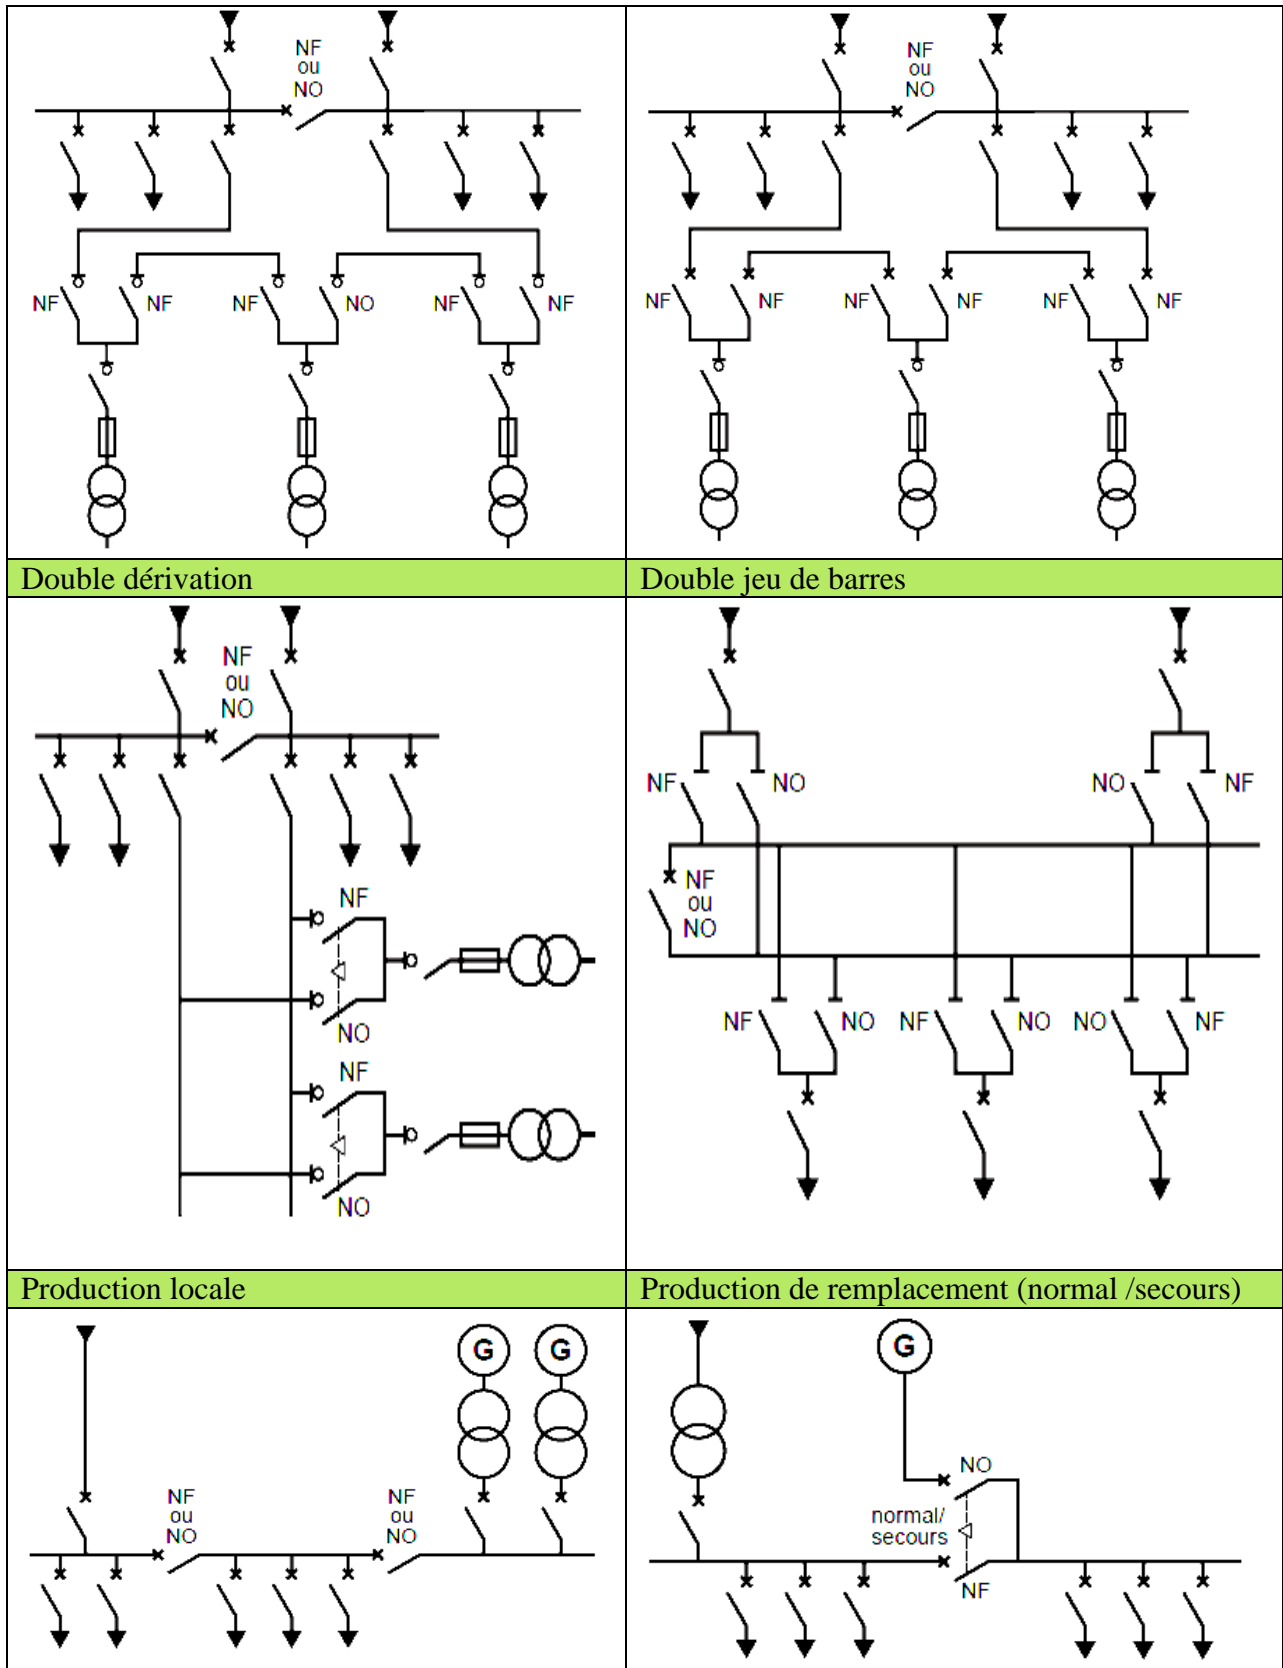 NF
ou
NO
NF
ou
NO
NF NF NF NO NF NF
NF NF NF NF NF NF
Double dérivation
Double jeu de barres
NF
ou
NO
NF
NO
NF
NO
NF NO NO NF
NF
ou
NO
NF NO NF NO NO NF
Production locale
Production de remplacement (normal /secours)
G G
NF
ou
NO
NF
ou
NO
G
NO
normal/
secours
NF